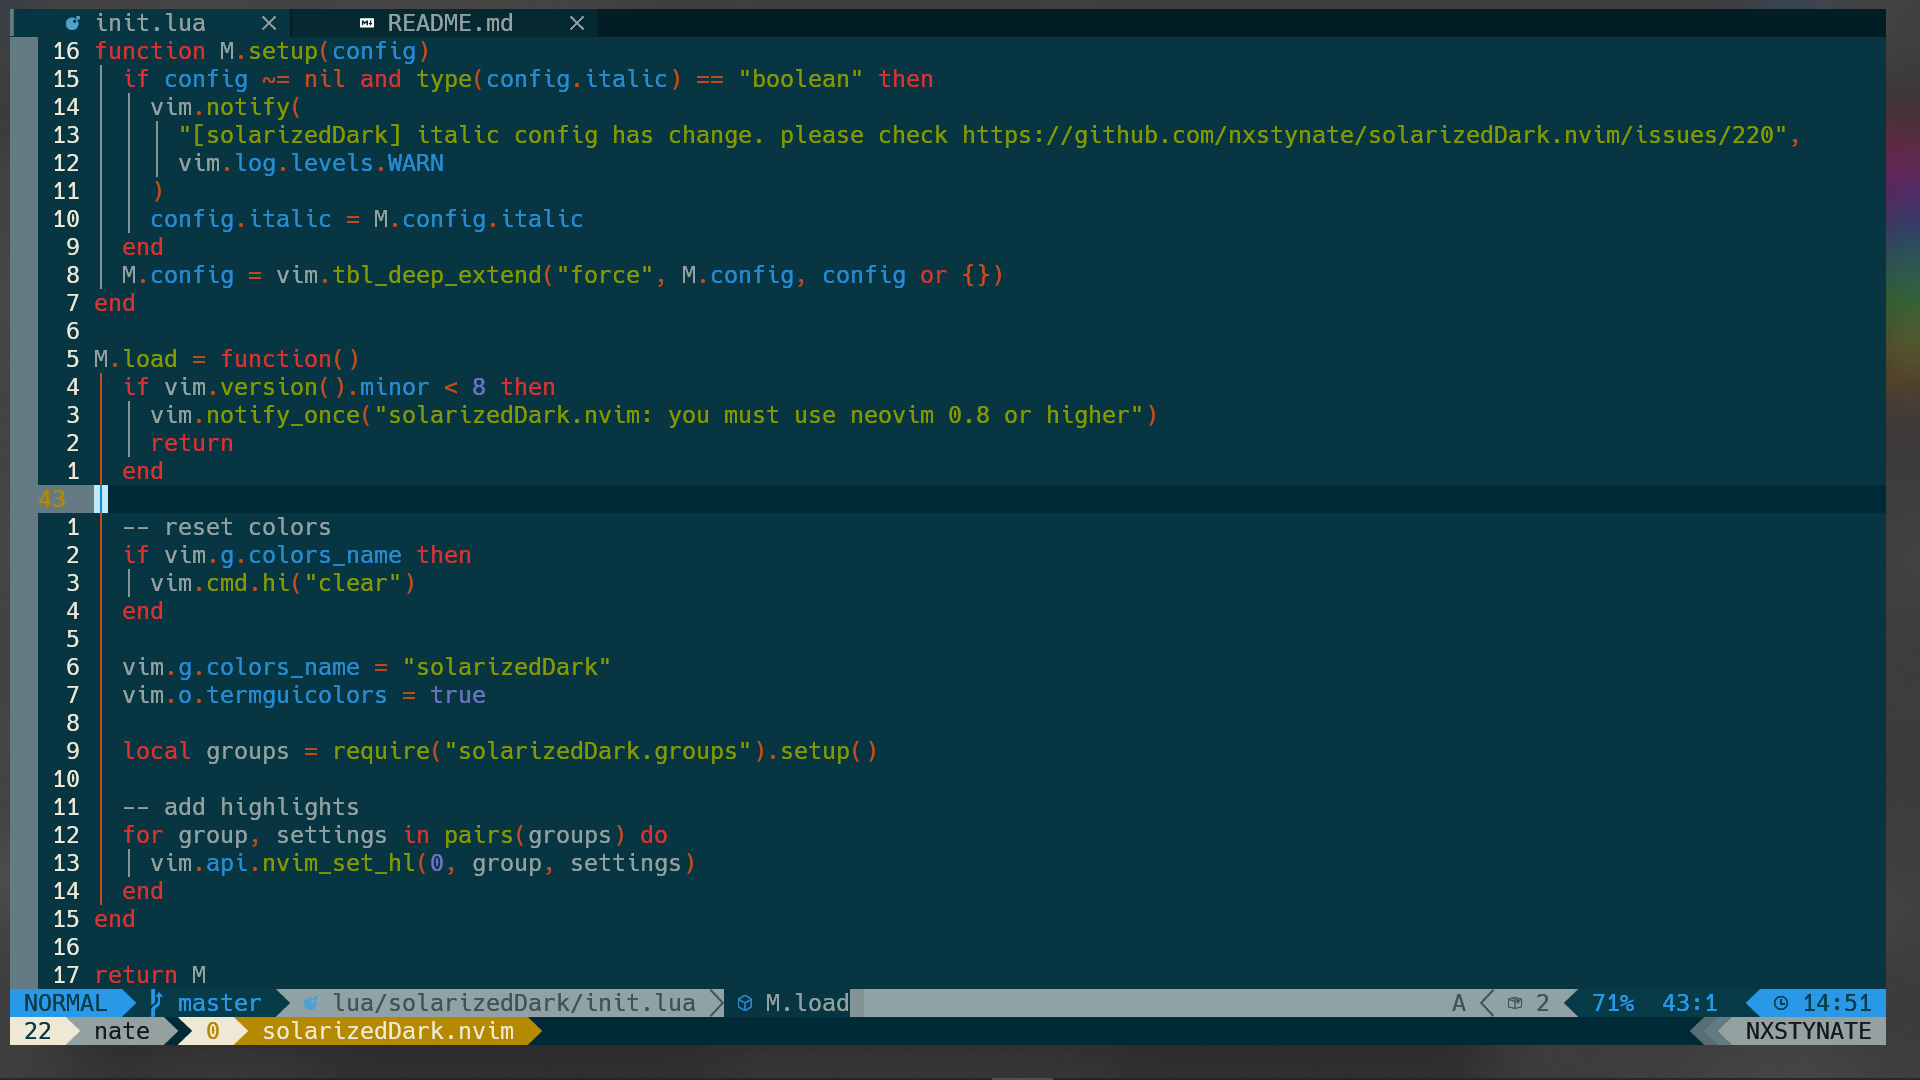 init.lua README.md
16 function M.setup(config)
15 if config ~= nil and type(config.italic) == "boolean" then
14 vim.notify(
13 "[solarizedDark] italic config has change. please check https://github.com/nxstynate/solarizedDark.nvim/issues/220",
12 vim.log.levels.WARN
11 )
10 config.italic = M.config.italic
9 end
8 M.config = vim.tbl_deep_extend("force", M.config, config or {})
7 end
6
5 M.load = function()
4 if vim.version().minor < 8 then
3 vim.notify_once("solarizedDark.nvim: you must use neovim 0.8 or higher")
2 return
1 end
43
1 -- reset colors
2 if vim.g.colors_name then
3 vim.cmd.hi("clear")
4 end
5
6 vim.g.colors_name = "solarizedDark"
7 vim.o.termguicolors = true
8
9 local groups = require("solarizedDark.groups").setup()
10
11 -- add highlights
12 for group, settings in pairs(groups) do
13 vim.api.nvim_set_hl(0, group, settings)
14 end
15 end
16
17 return M
NORMAL master lua/solarizedDark/init.lua M.load A 2 71% 43:1 14:51
22 nate 0 solarizedDark.nvim NXSTYNATE